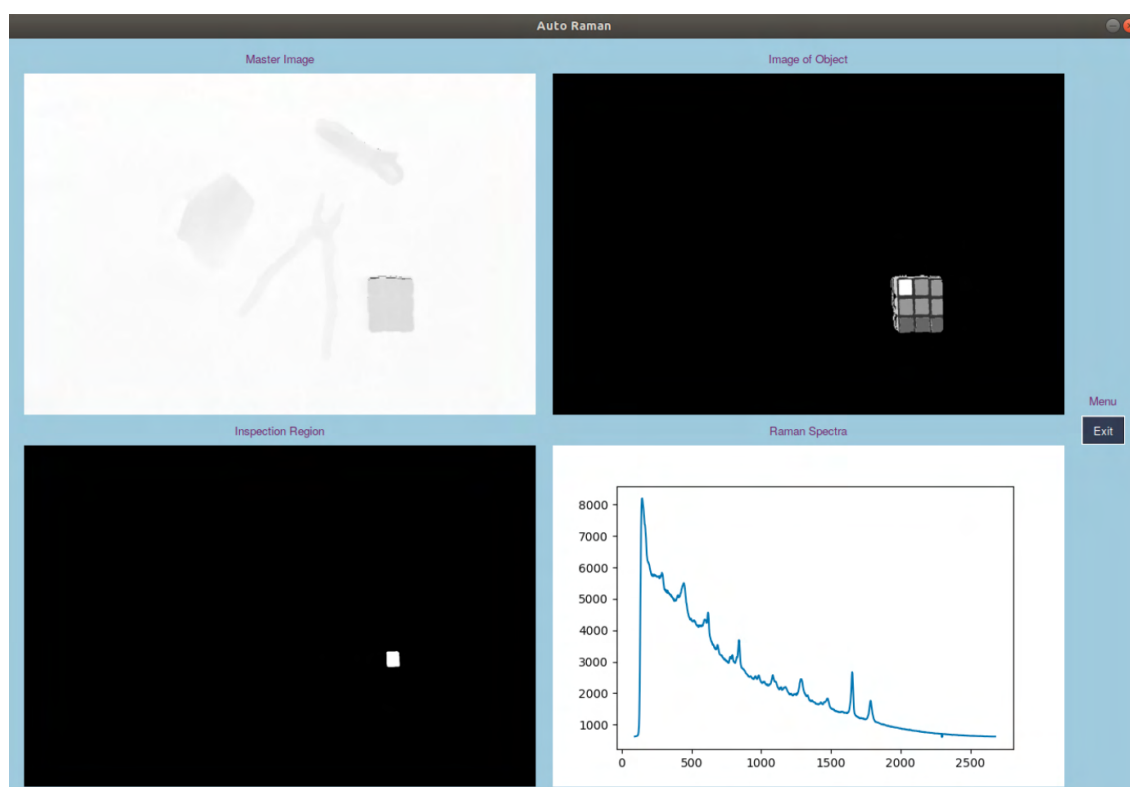 Auto Raman
Master Image
Image of Object
Menu
Exit
Inspection Region
Raman Spectra
8000
7000
6000
5000
4000
3000
2000
1000
0 500 1000 1500 2000 2500